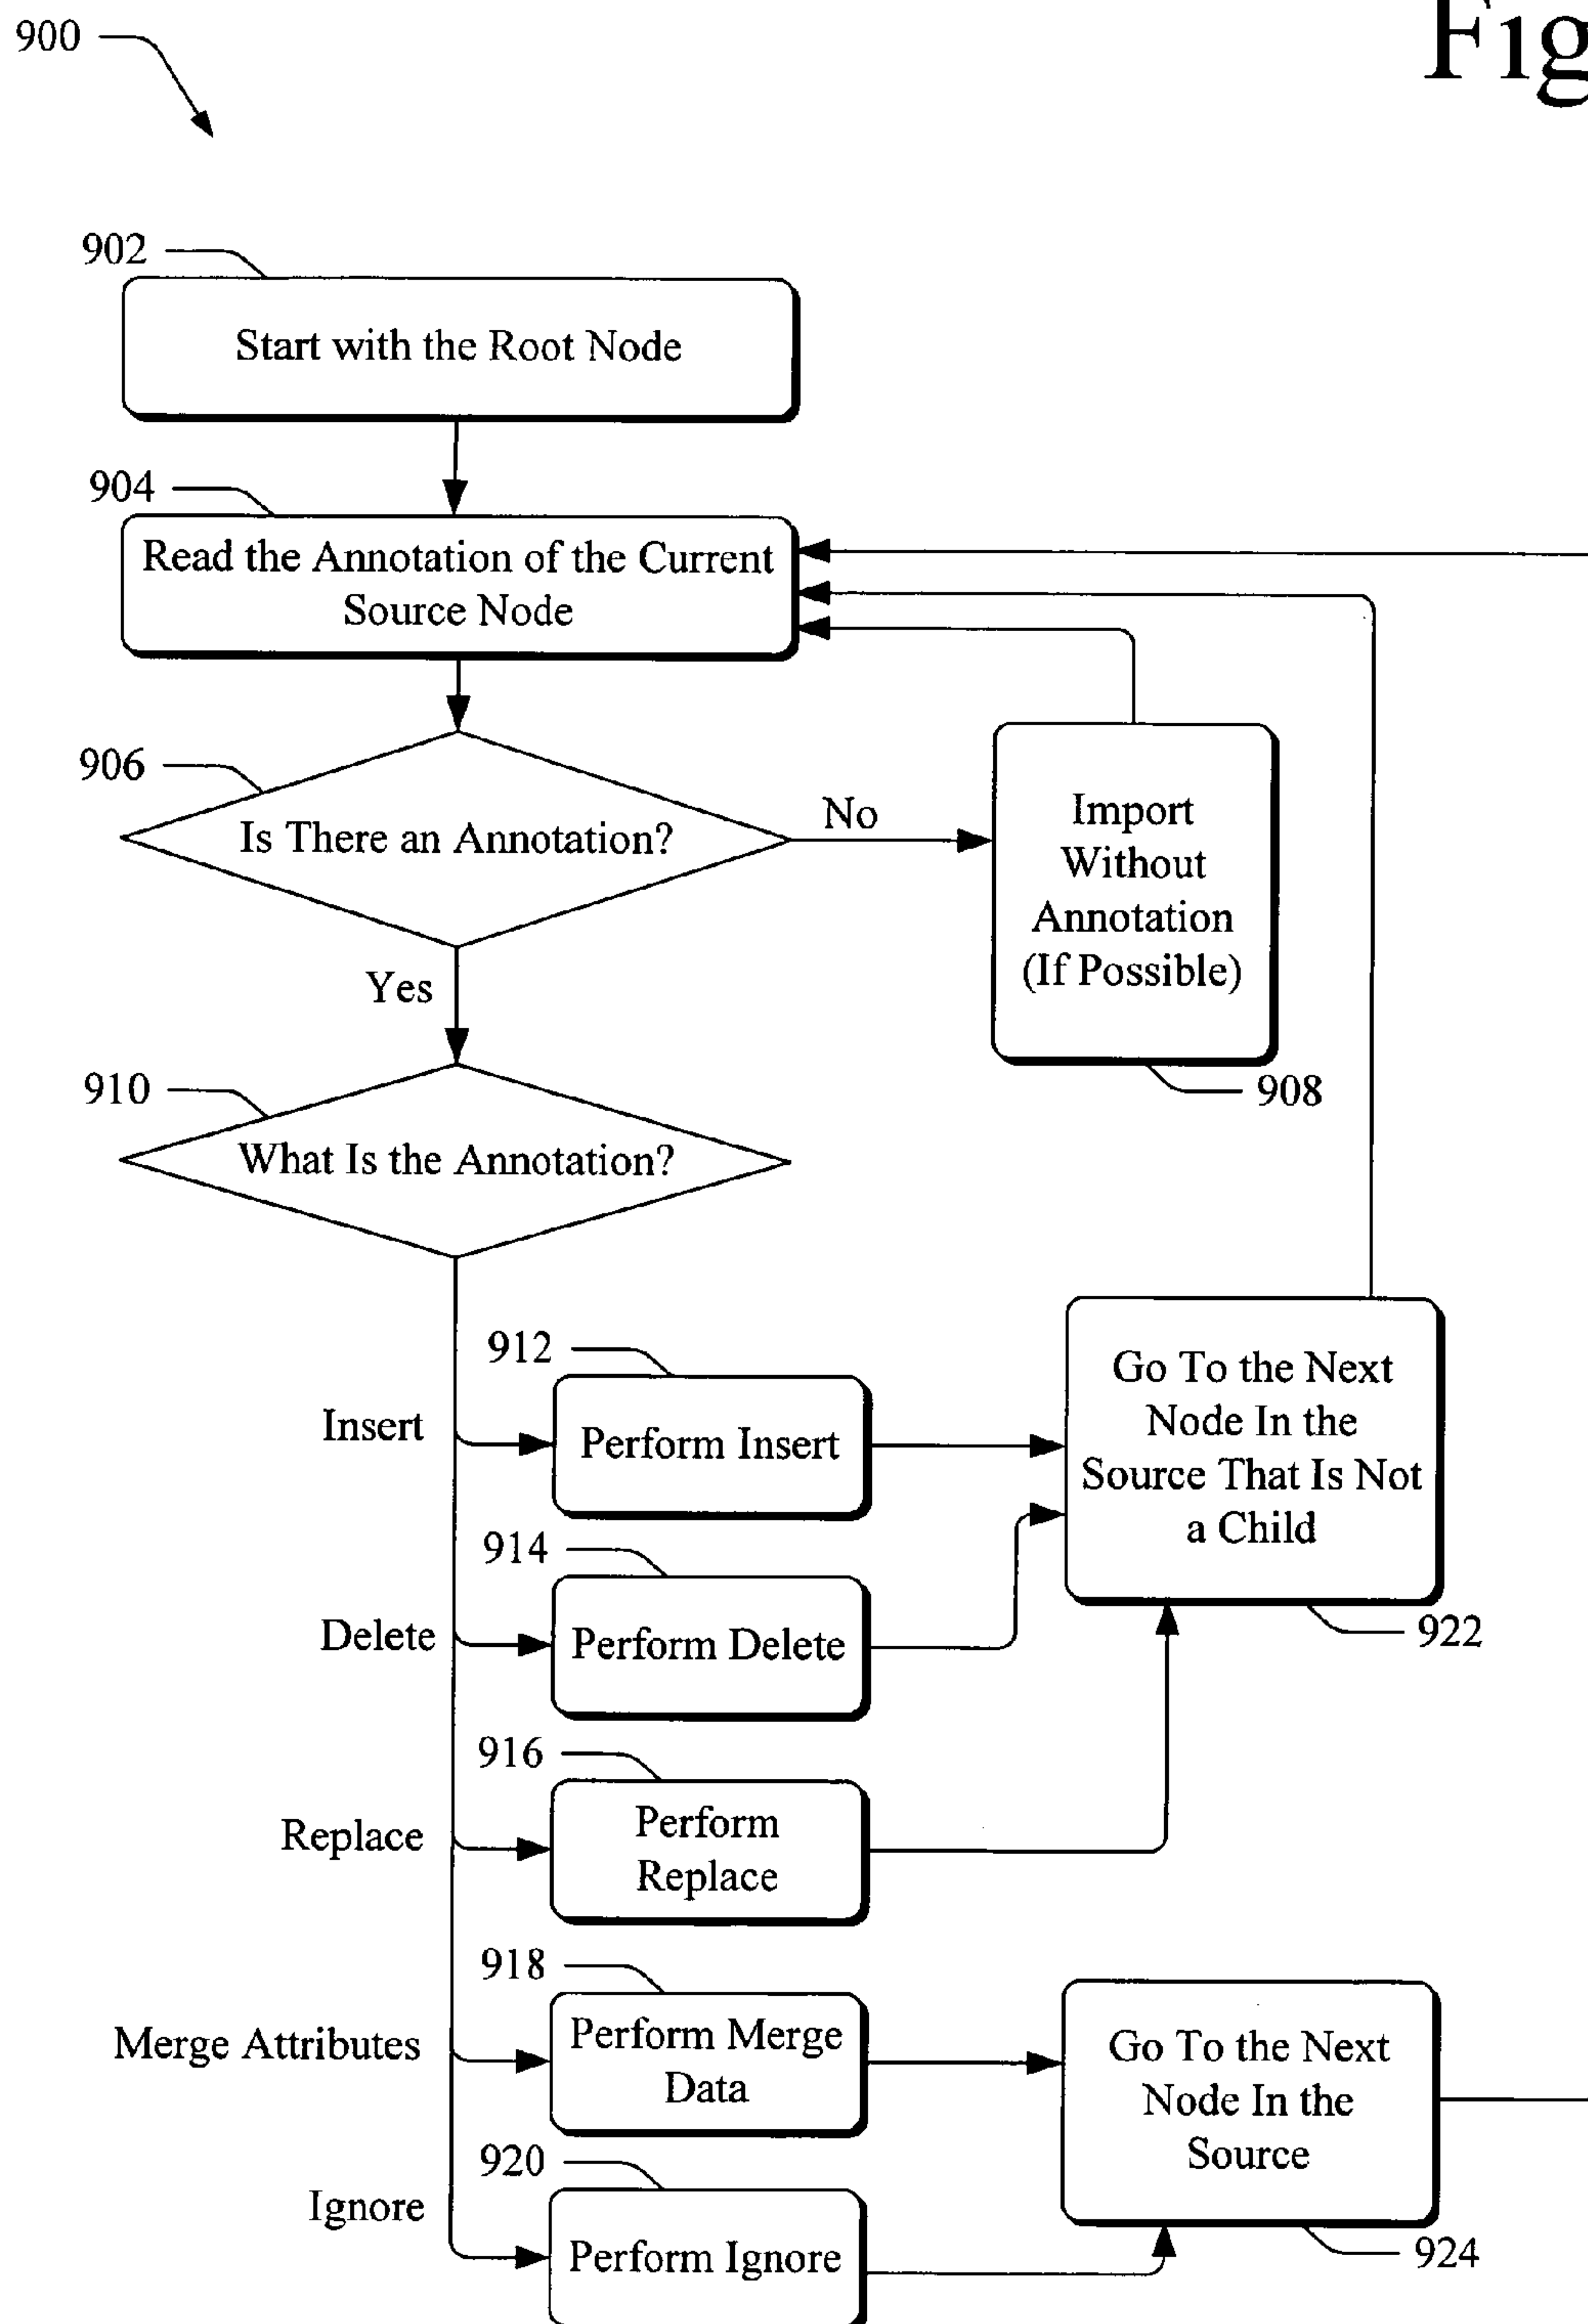 900
Fig
902
Start with the Root Node
904
Read the Annotation of the Current
Source Node
906
Is There an Annotation?
No
Import
Without
Annotation
(If Possible)
908
Yes
910
What Is the Annotation?
912
Insert
Perform Insert
Go To the Next
Node In the
Source That Is Not
a Child
922
914
Delete
Perform Delete
916
Replace
Perform
Replace
918
Merge Attributes
Perform Merge
Data
Go To the Next
Node In the
Source
924
920
Ignore
Perform Ignore